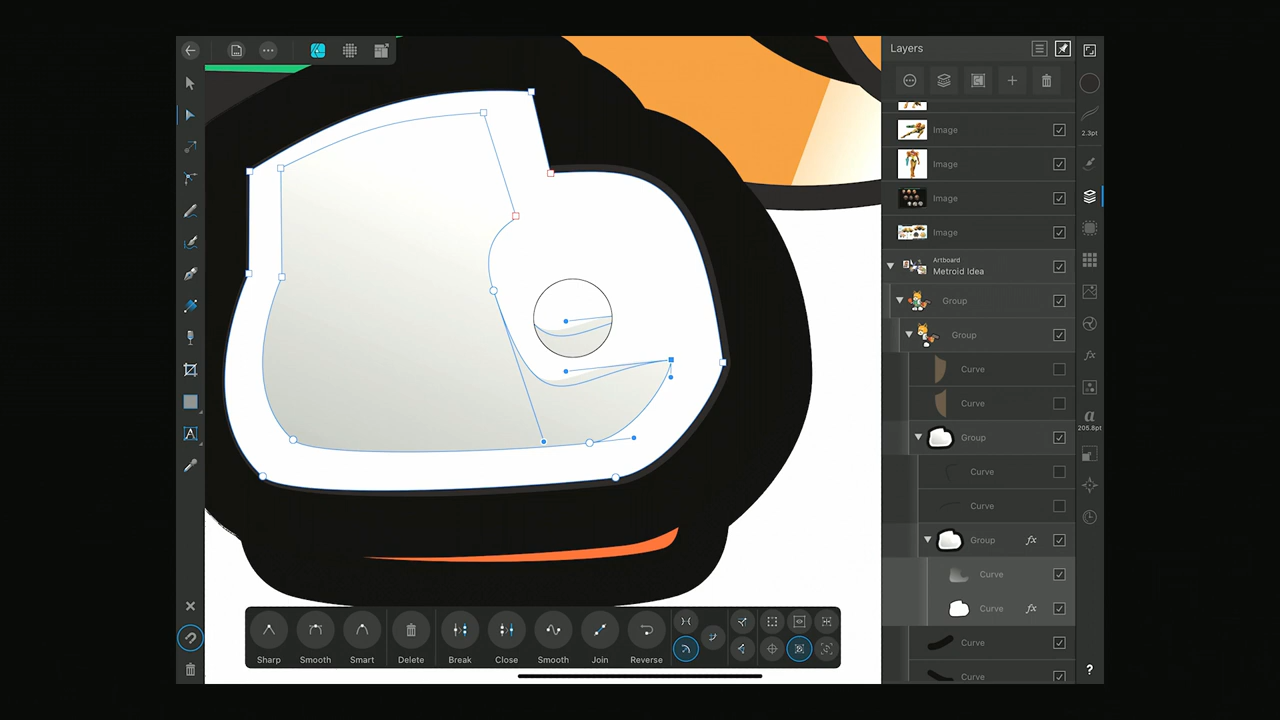 Layers
2.3pt
Image
Image
Image
Image
Artboard
Metroid Idea
Group
Group
Curve
Curve
Group
a
205.8pt
Curve
Curve
Group fx
Curve
Curve fx
Curve
Curve
fx
A
?
Sharp Smooth Smart Delete Break Close Smooth Join Reverse